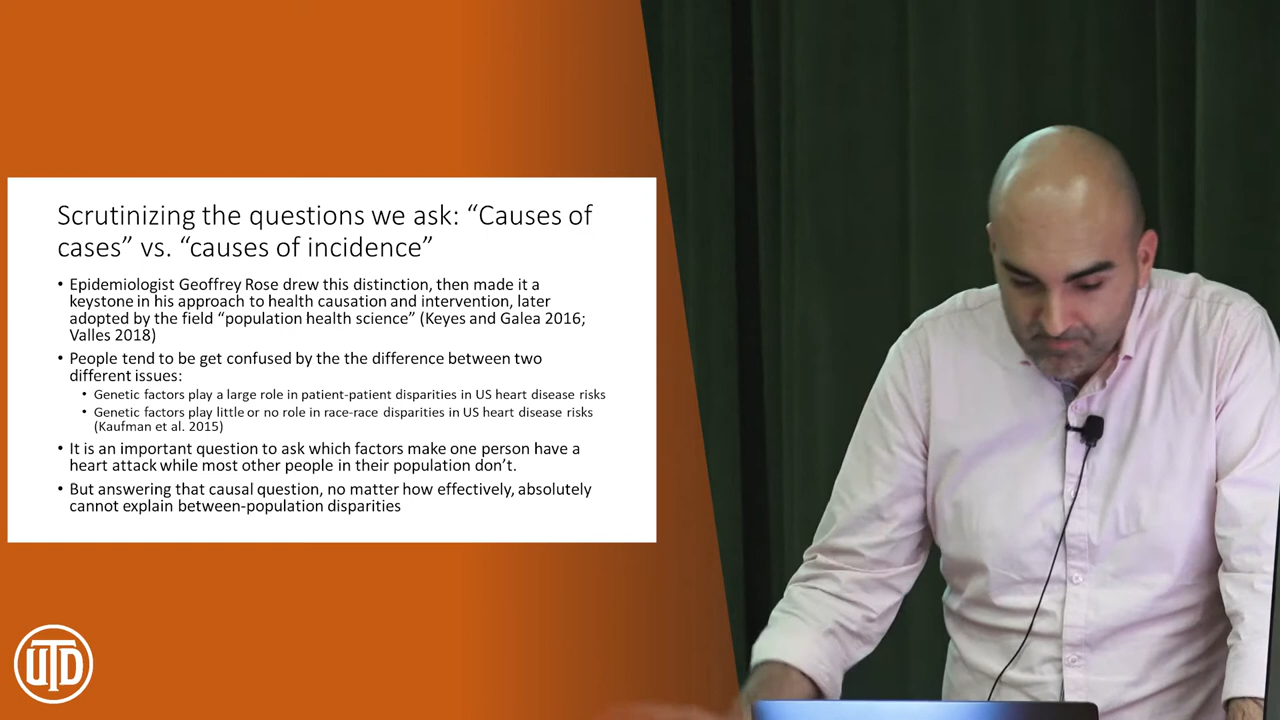 Scrutinizing the questions we ask: “Causes of
cases” vs. “causes of incidence”
• Epidemiologist Geoffrey Rose drew this distinction, then made it a
keystone in his approach to health causation and intervention, later
adopted by the field “population health science” (Keyes and Galea 2016;
Valles 2018)
• People tend to be get confused by the the difference between two
different issues:
• Genetic factors play a large role in patient-patient disparities in US heart disease risks
• Genetic factors play little or no role in race-race disparities in US heart disease risks
(Kaufman et al. 2015)
• It is an important question to ask which factors make one person have a
heart attack while most other people in their population don’t.
• But answering that causal question, no matter how effectively, absolutely
cannot explain between-population disparities
UTD